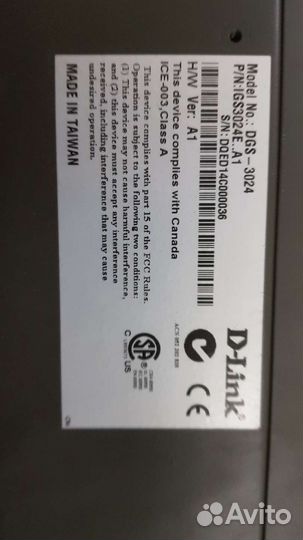 D-Link®
Model No.: DGS-3024
P/N:IGS3024E..A1
S/N: DQED14C000036
H/W Ver: A1
This device complies with Canada
ICE-003,Class A
This device complies with part 15 of the FCC Rules.
Operation is subject to the following two conditions:
(1) This device may not cause harmful interference,
and (2) this device must accept any interference
received, including interference that may cause
undesired operation.
MADE IN TAIWAN
CE
C US
Avito